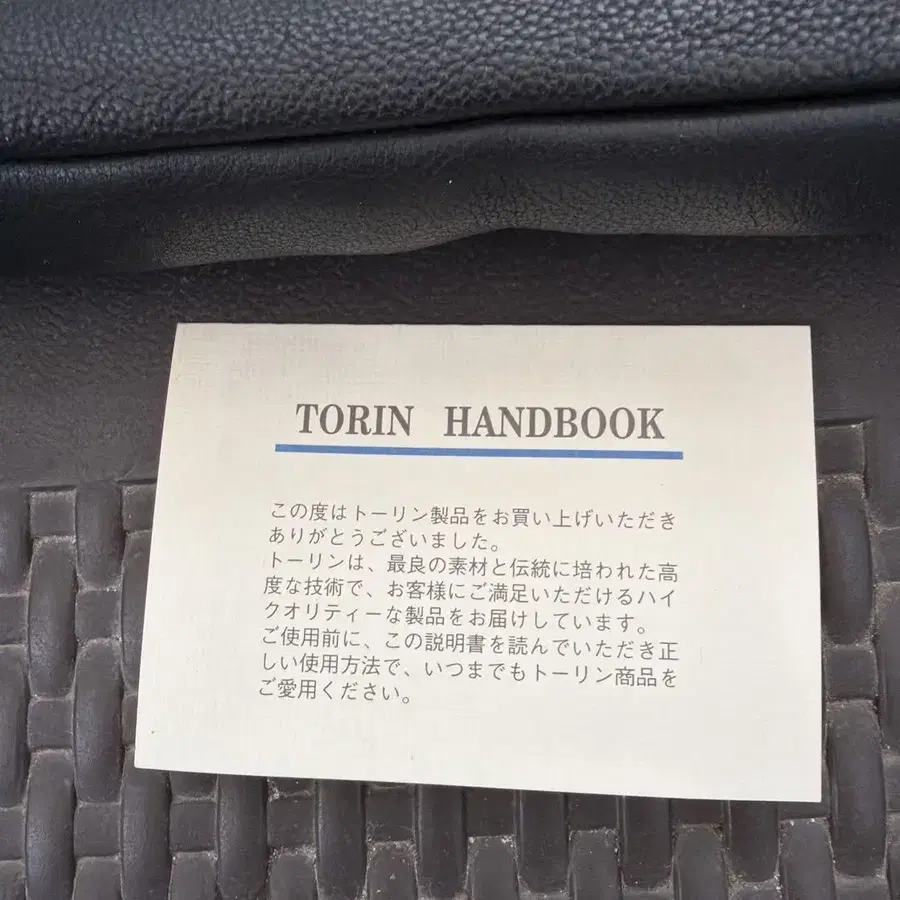 TORIN HANDBOOK
この度はトーリン製品をお買い上げいただき
ありがとうございました。
トーリンは、最良の素材と伝統に培われた高
度な技術で、お客様にご満足いただけるハイ
クオリティーな製品をお届けしています。
ご使用前に、この説明書を読んでいただき正
しい使用方法で、いつまでもトーリン商品を
ご愛用ください。